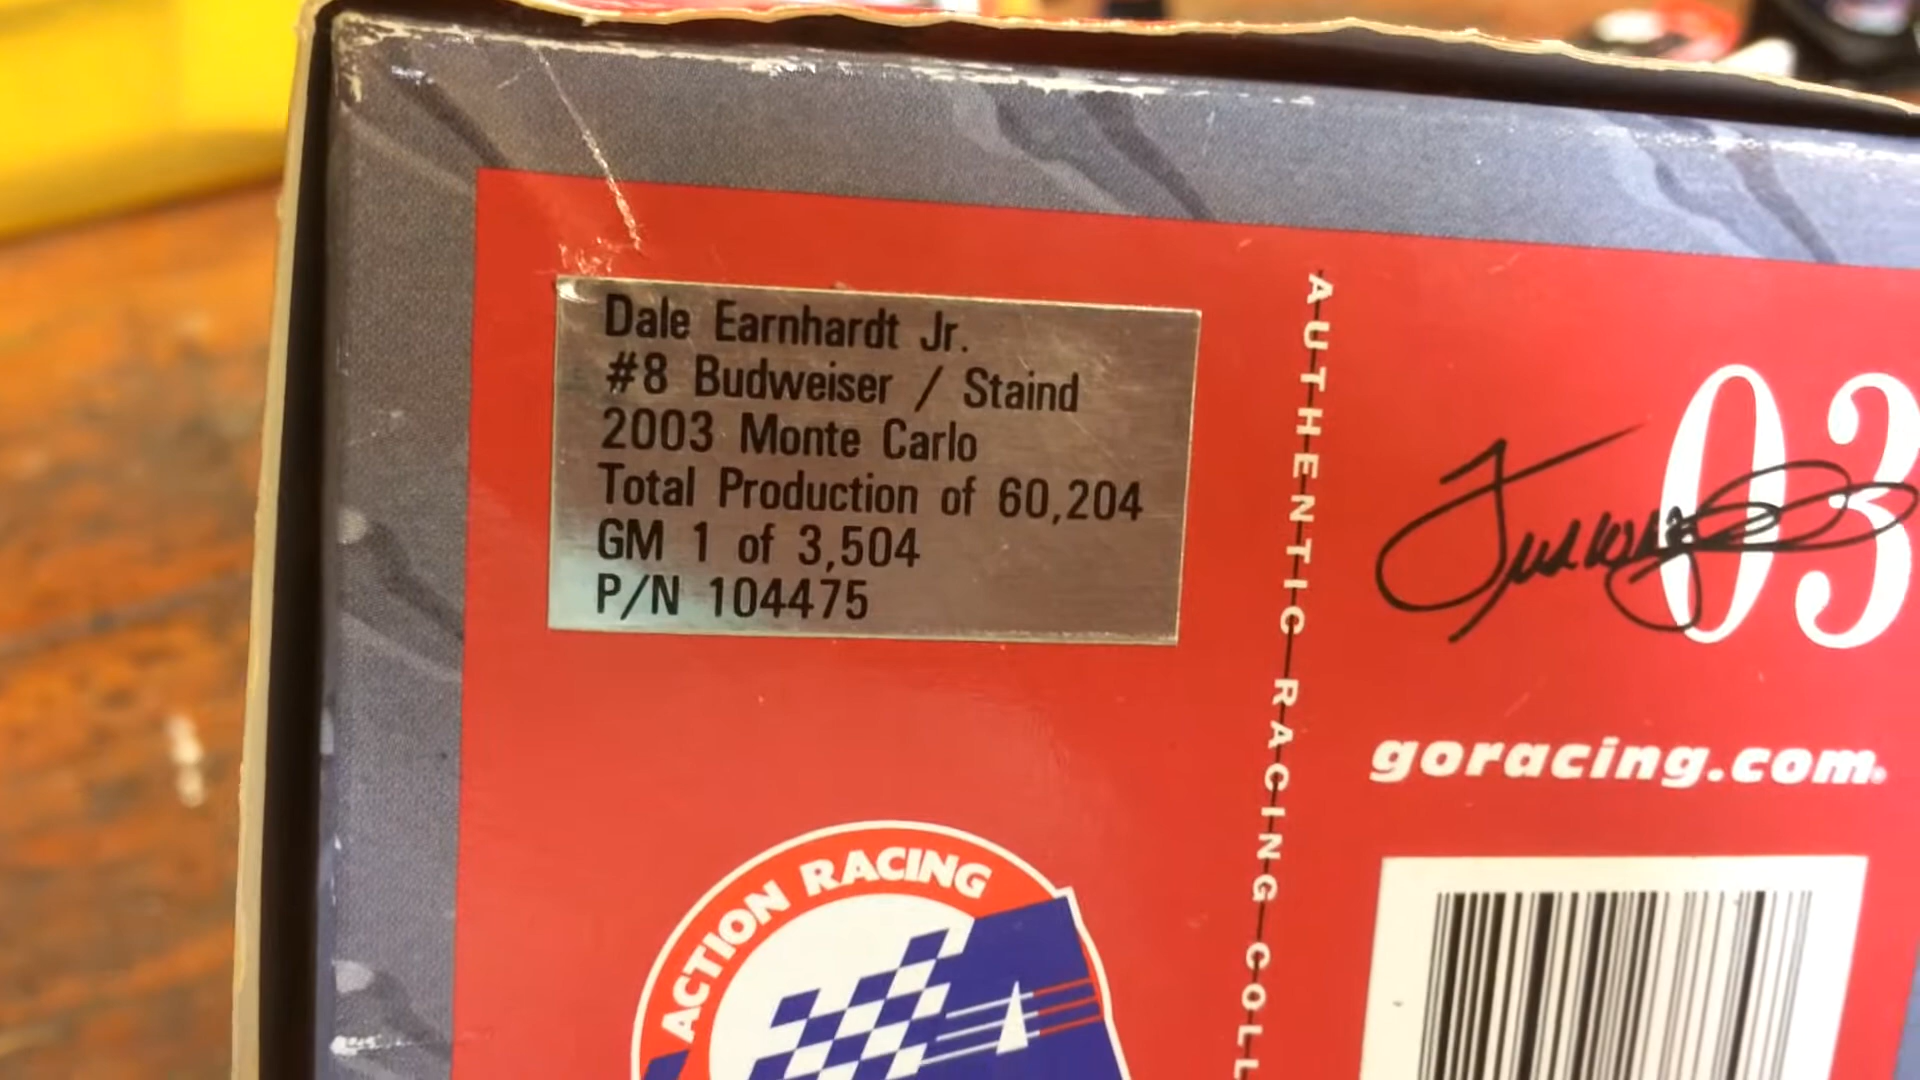 Dale Earnhardt Jr.
#8 Budweiser / Staind
2003 Monte Carlo
Total Production of 60,204
GM 1 of 3,504
P/N 104475
AUTHENTIC RACING COLL
03
goracing.com.
ACTION RACING